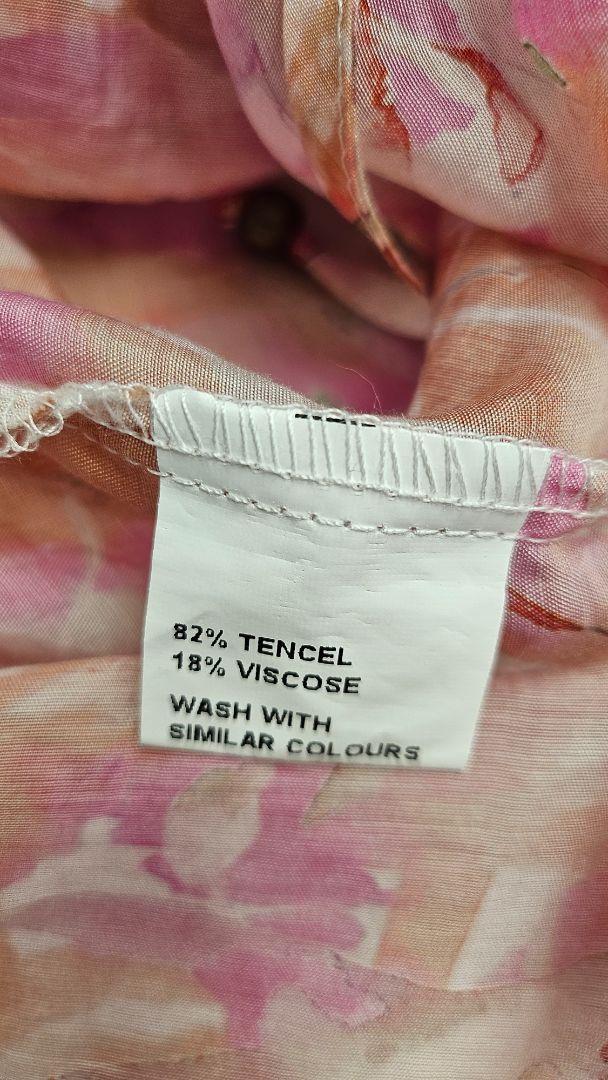 82% TENCEL
18% VISCOSE
WASH WITH
SIMILAR COLOURS